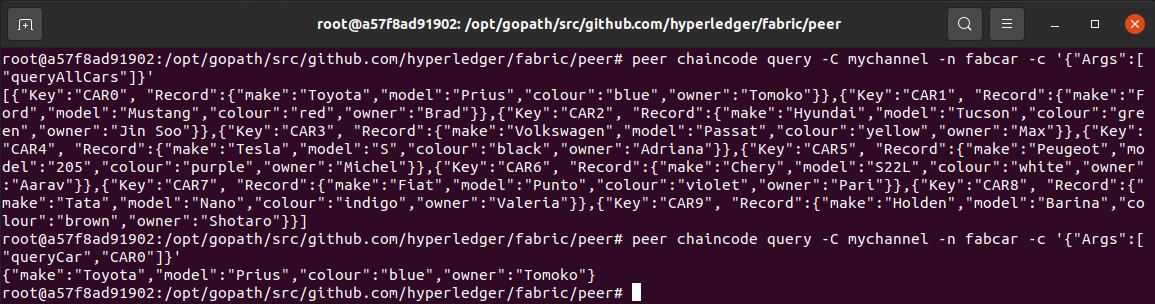 root@a57f8ad91902: /opt/gopath/src/github.com/hyperledger/fabric/peer
root@a57f8ad91902:/opt/gopath/src/github.com/hyperledger/fabric/peer# peer chaincode query -C mychannel -n fabcar -c '{"Args":[
"queryAllCars"]}'
[{"Key":"CAR0", "Record":{"make":"Toyota","model":"Prius","colour":"blue","owner":"Tomoko"}},{"Key":"CAR1", "Record":{"make":"F
ord","model":"Mustang","colour":"red","owner":"Brad"}},{"Key":"CAR2", "Record":{"make":"Hyundai","model":"Tucson","colour":"gre
en","owner":"Jin Soo"}},{"Key":"CAR3", "Record":{"make":"Volkswagen","model":"Passat","colour":"yellow","owner":"Max"}},{"Key":
"CAR4", "Record":{"make":"Tesla","model":"S","colour":"black","owner":"Adriana"}},{"Key":"CAR5", "Record":{"make":"Peugeot","mo
del":"205","colour":"purple","owner":"Michel"}},{"Key":"CAR6", "Record":{"make":"Chery","model":"S22L","colour":"white","owner"
:"Aarav"}},{"Key":"CAR7", "Record":{"make":"Fiat","model":"Punto","colour":"violet","owner":"Pari"}},{"Key":"CAR8", "Record":{"
make":"Tata","model":"Nano","colour":"indigo","owner":"Valeria"}},{"Key":"CAR9", "Record":{"make":"Holden","model":"Barina","co
lour":"brown","owner":"Shotaro"}}]
root@a57f8ad91902:/opt/gopath/src/github.com/hyperledger/fabric/peer# peer chaincode query -C mychannel -n fabcar -c '{"Args":[
"queryCar","CAR0"]}'
{"make":"Toyota","model":"Prius","colour":"blue","owner":"Tomoko"}
root@a57f8ad91902:/opt/gopath/src/github.com/hyperledger/fabric/peer#